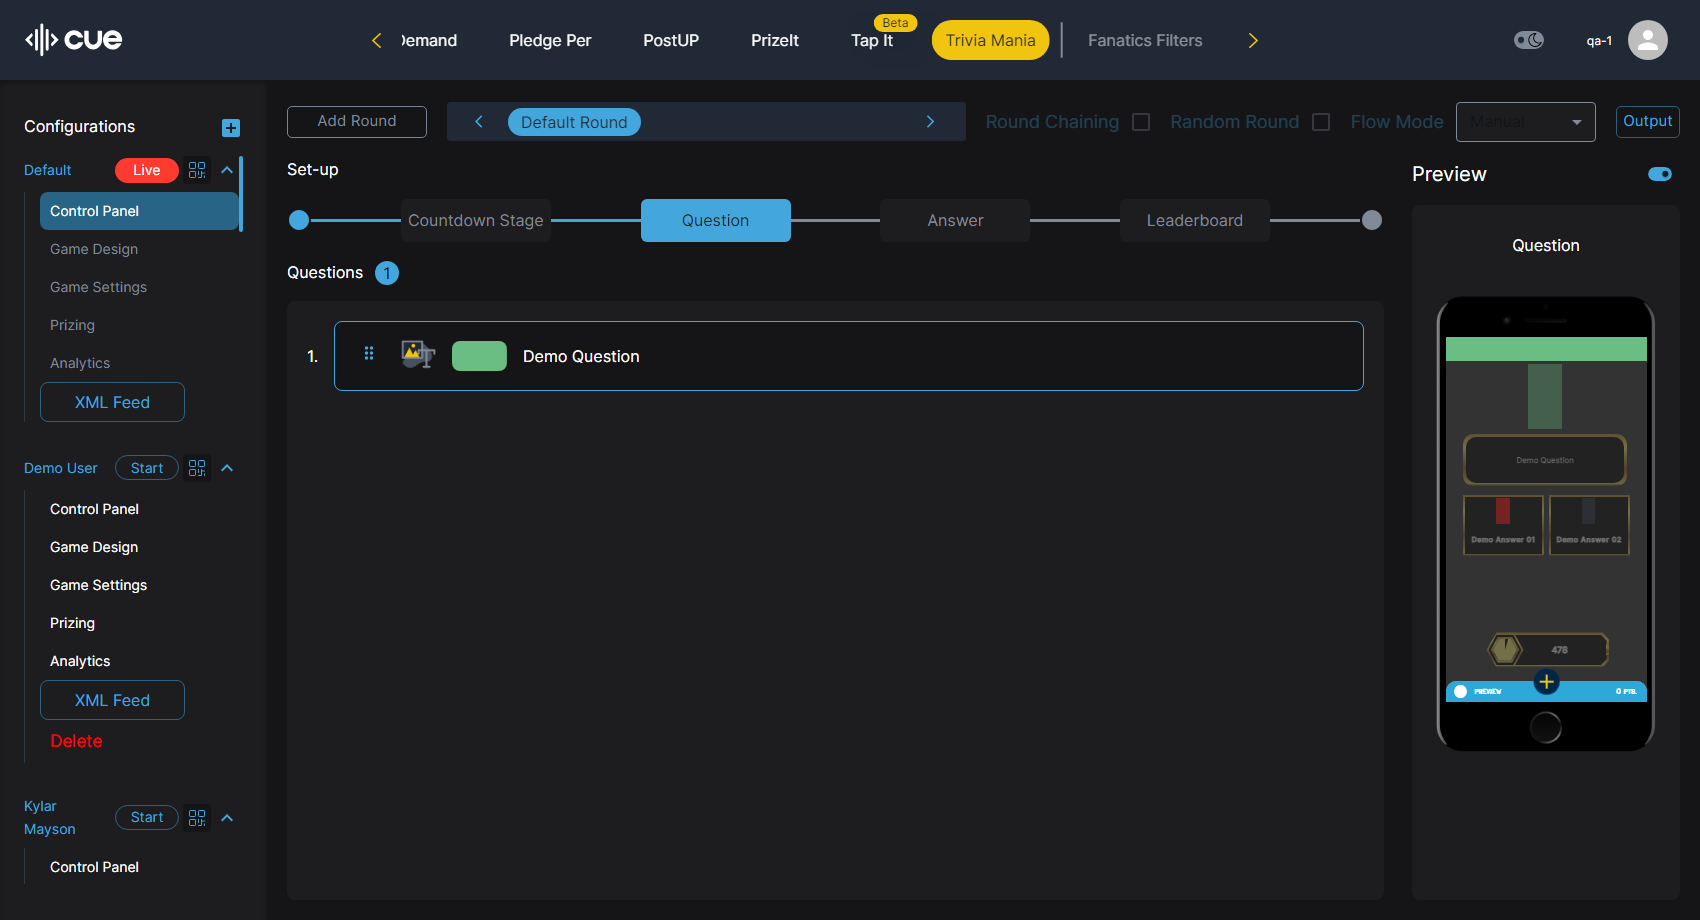 cue
Demand
Pledge Per
PostUP
PrizeIt
Tap It
Beta
Trivia Mania
Fanatics Filters
qa-1
Configurations
Default
Live
Control Panel
Game Design
Game Settings
Prizing
Analytics
XML Feed
Demo User
Start
Control Panel
Game Design
Game Settings
Prizing
Analytics
XML Feed
Delete
Kylar
Mayson
Start
Control Panel
Add Round
Default Round
Round Chaining
Random Round
Flow Mode
Manual
Output
Set-up
Countdown Stage
Question
Answer
Leaderboard
Questions
1
1.
Demo Question
Preview
Question
Demo Question
Demo Answer 01
Demo Answer 02
478
PREVIEW
0 PTS.